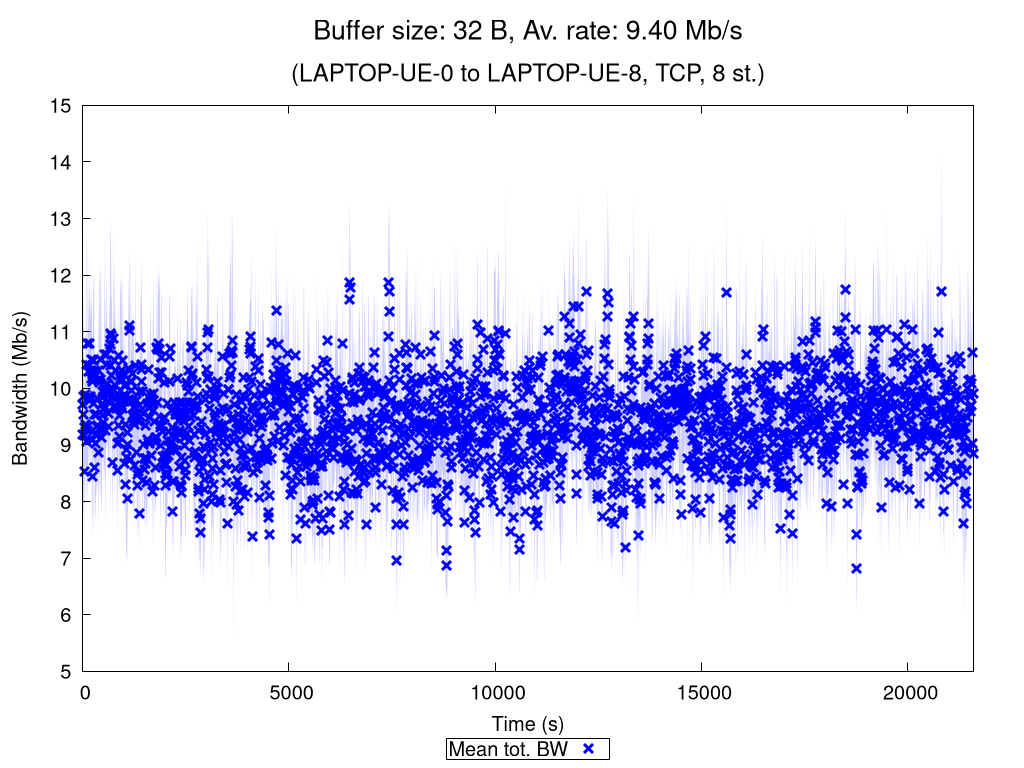 Buffer size: 32 B, Av. rate: 9.40 Mb/s
(LAPTOP-UE-0 to LAPTOP-UE-8, TCP, 8 st.)
15
14
13
12
11
10
9
8
7
6
5
Bandwidth (Mb/s)
0 5000 10000 15000 20000
Time (s)
Mean tot. BW